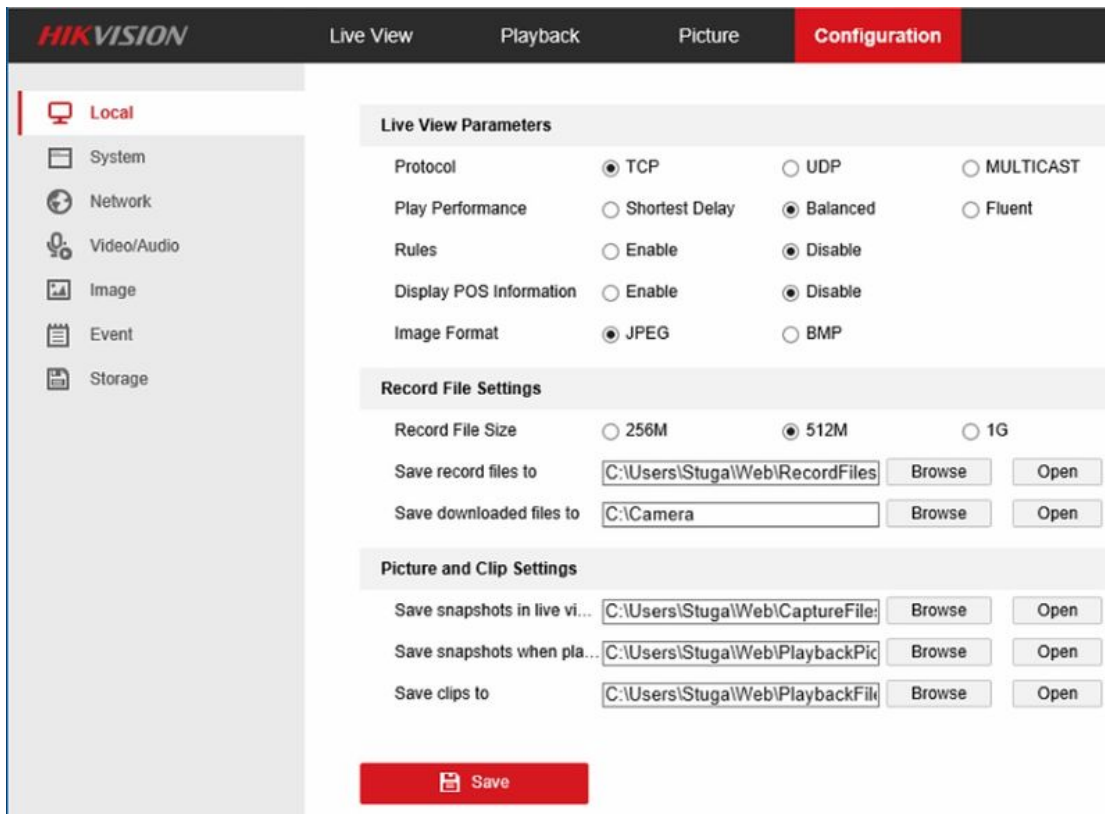 HIKVISION Live View Playback Picture Configuration
Local
System
Network
Video/Audio
Image
Event
Storage
Live View Parameters
Protocol TCP UDP MULTICAST
Play Performance Shortest Delay Balanced Fluent
Rules Enable Disable
Display POS Information Enable Disable
Image Format JPEG BMP
Record File Settings
Record File Size 256M 512M 1G
Save record files to C:\Users\Stuga\Web\RecordFiles Browse Open
Save downloaded files to C:\Camera Browse Open
Picture and Clip Settings
Save snapshots in live vi... C:\Users\Stuga\Web\CaptureFiles Browse Open
Save snapshots when pla... C:\Users\Stuga\Web\PlaybackPic Browse Open
Save clips to C:\Users\Stuga\Web\PlaybackFile Browse Open
Save